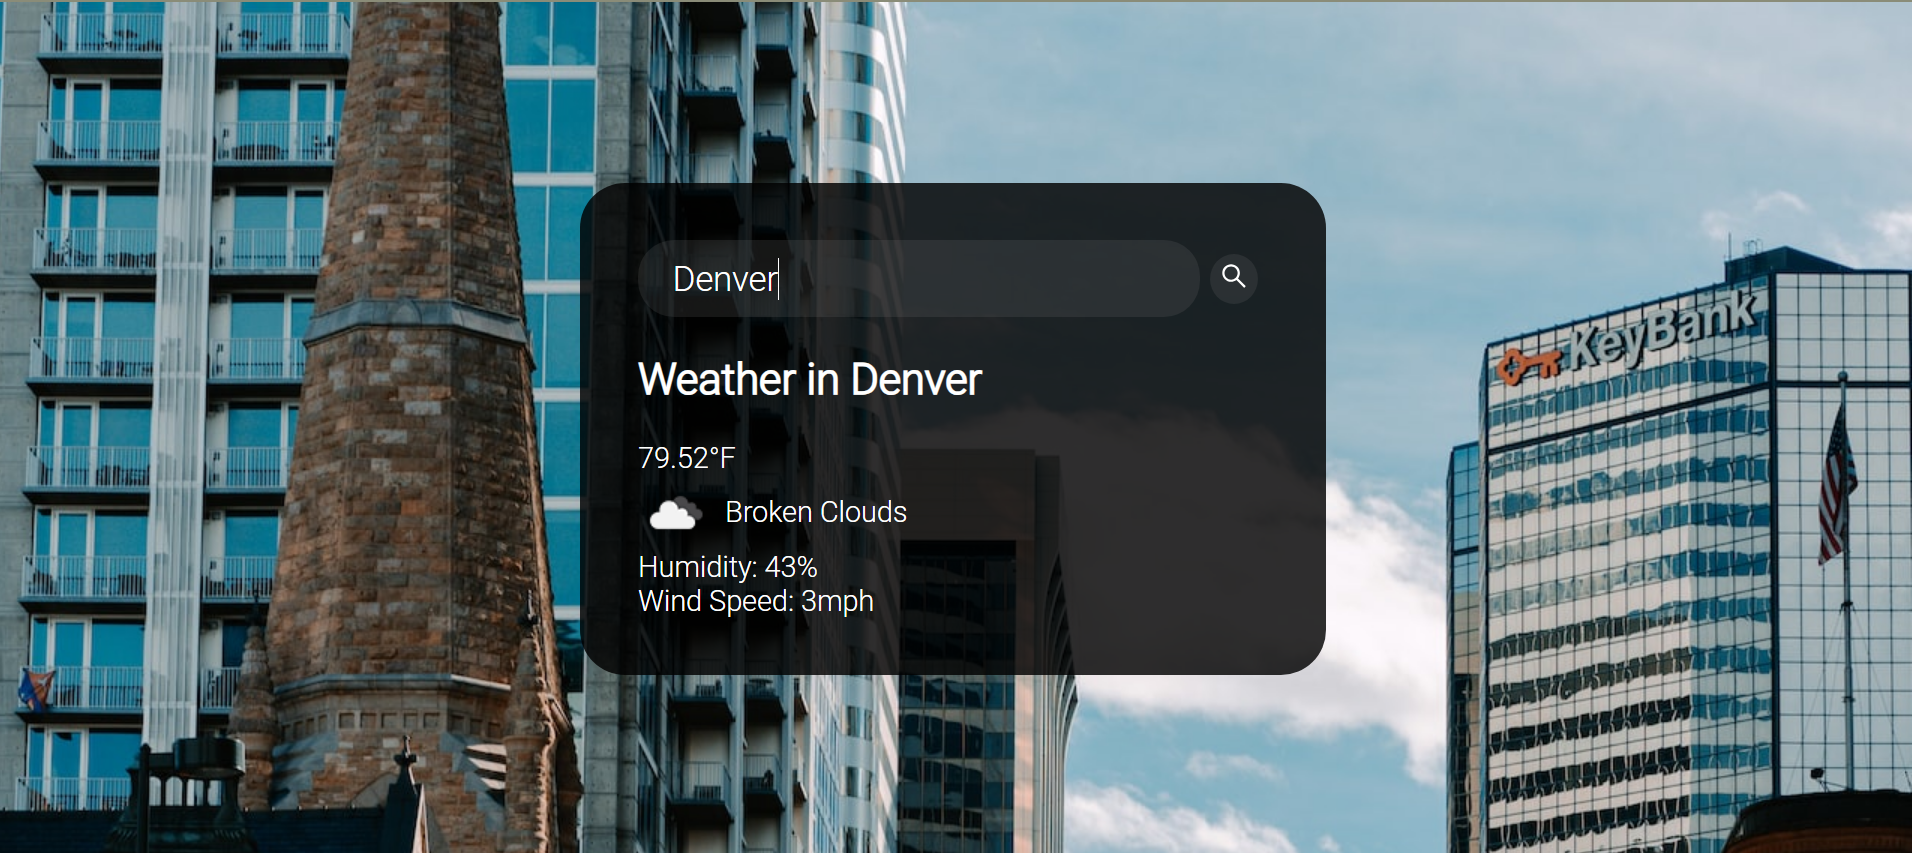 Denver
Weather in Denver
79.52°F
Broken Clouds
Humidity: 43%
Wind Speed: 3mph
KeyBank